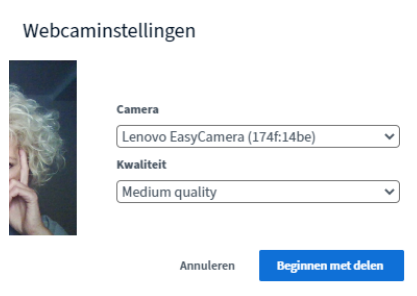 Webcaminstellingen
Camera
Lenovo EasyCamera (174f:14be)
Kwaliteit
Medium quality
Annuleren
Beginnen met delen